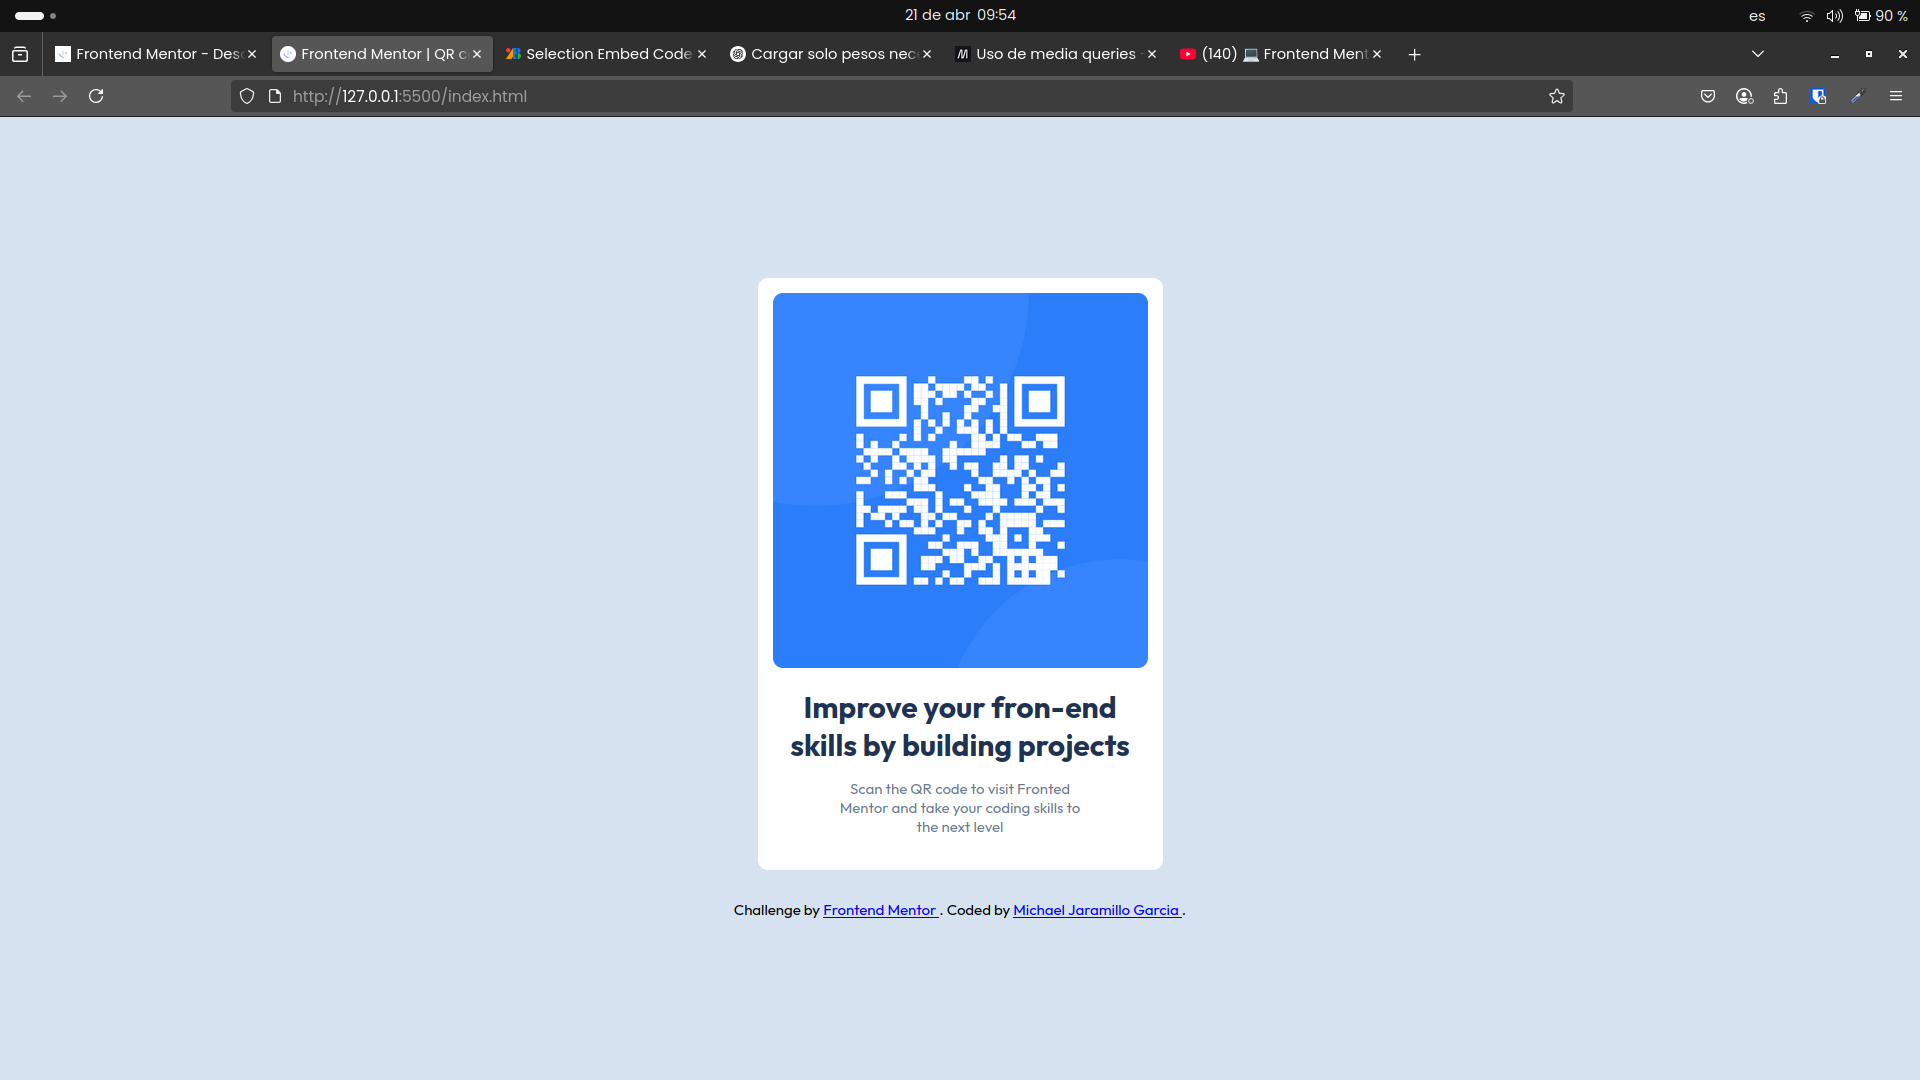 21 de abr 09:54
es
90 %
Frontend Mentor - Des
Frontend Mentor | QR c
Selection Embed Code
Cargar solo pesos nec
Uso de media queries -
(140) 💻 Frontend Ment
http://127.0.0.1:5500/index.html
Improve your fron-end
skills by building projects
Scan the QR code to visit Fronted
Mentor and take your coding skills to
the next level
Challenge by Frontend Mentor . Coded by Michael Jaramillo Garcia .